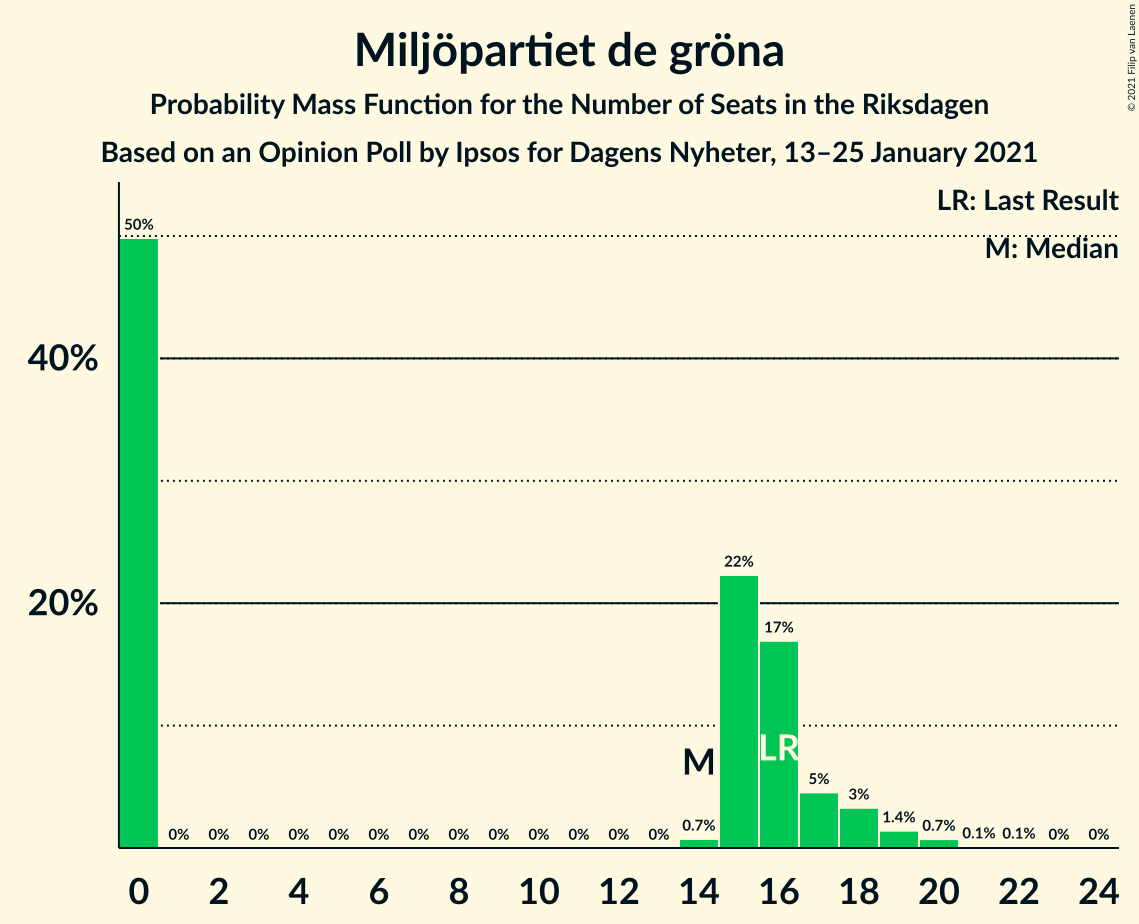 Miljöpartiet de gröna
Probability Mass Function for the Number of Seats in the Riksdagen
Based on an Opinion Poll by Ipsos for Dagens Nyheter, 13–25 January 2021
© 2021 Filip van Laenen
LR: Last Result
M: Median
50%
40%
20%
22%
17%
M
LR
5%
3%
0% 0% 0% 0% 0% 0% 0% 0% 0% 0% 0% 0% 0% 0.7% 1.4% 0.7% 0.1% 0.1% 0% 0%
0 2 4 6 8 10 12 14 16 18 20 22 24